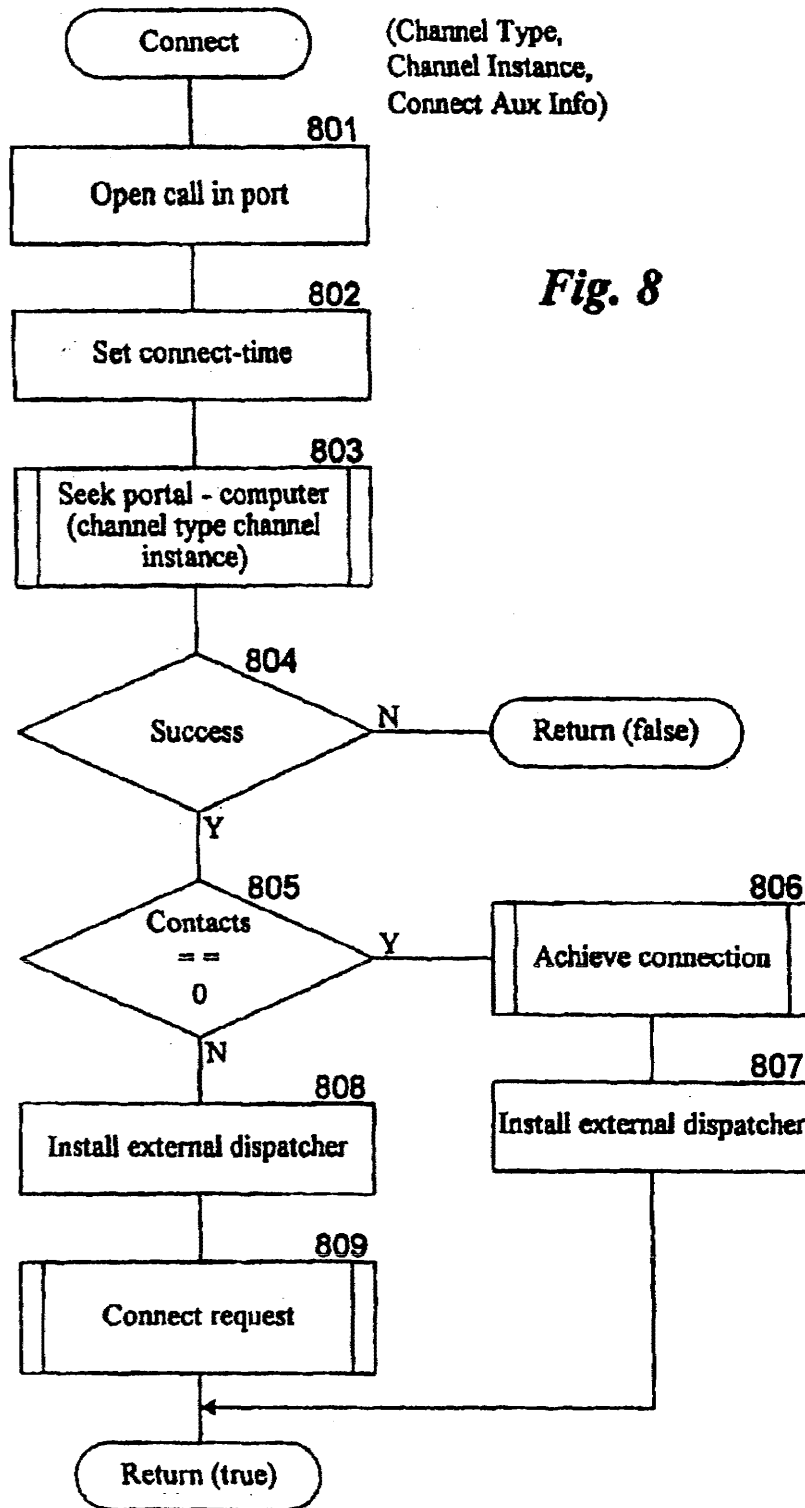 Connect
(Channel Type,
Channel Instance,
Connect Aux Info)
801
Open call in port
Fig. 8
802
Set connect-time
803
Seek portal - computer
(channel type channel
instance)
804
Success
N
Return (false)
Y
805
Contacts
= =
0
Y
806
Achieve connection
N
807
Install external dispatcher
808
Install external dispatcher
809
Connect request
Return (true)